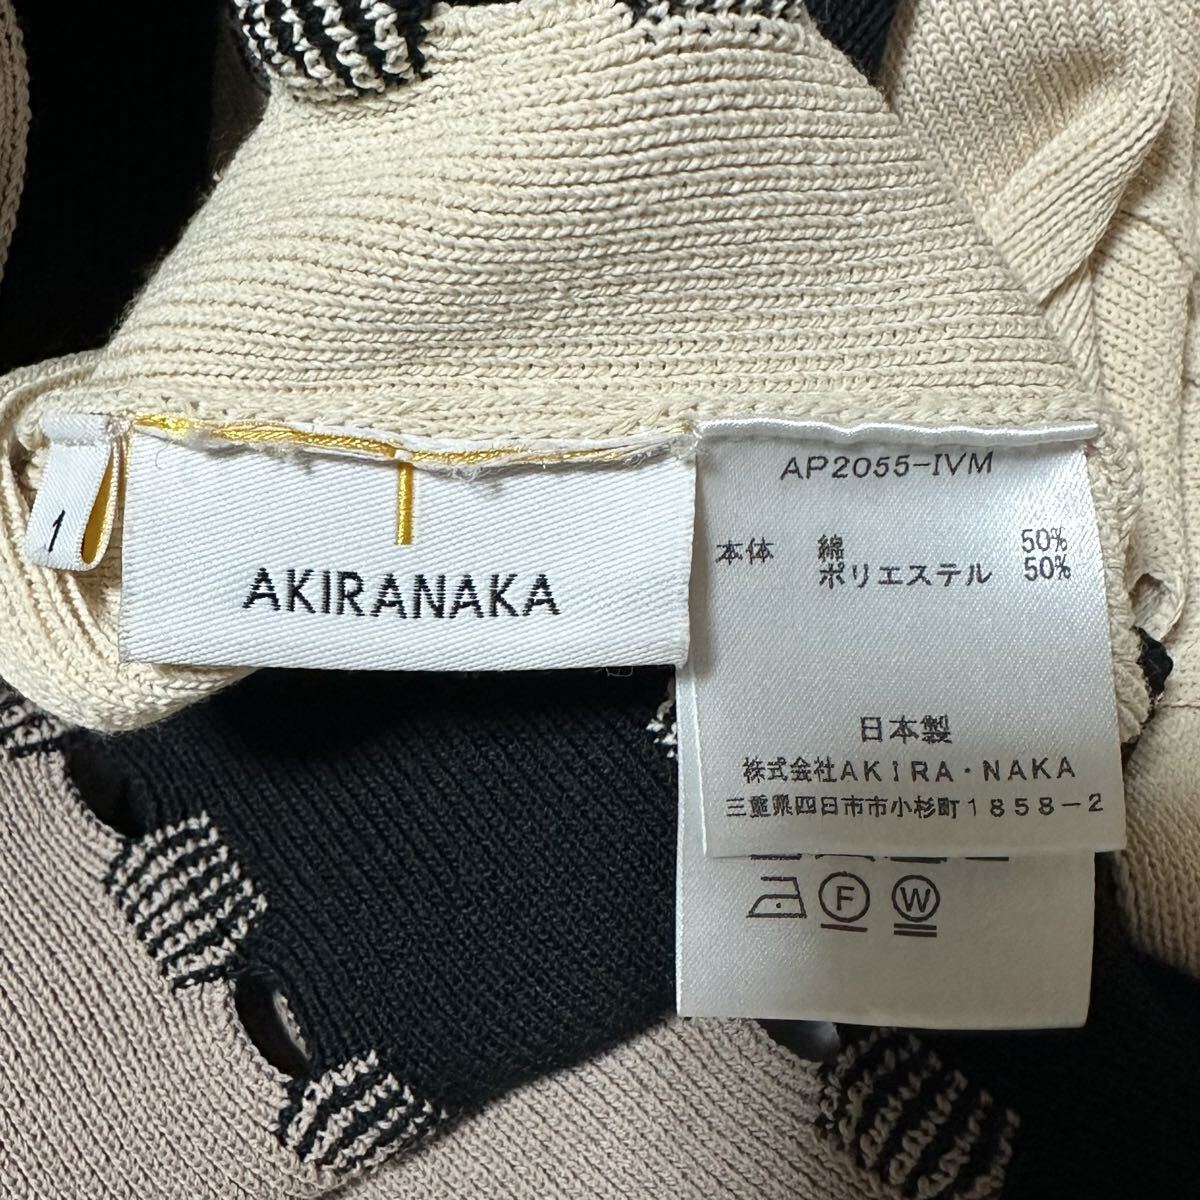 1
AKIRANAKA
AP2055-IVM
本体 綿 50%
ポリエステル 50%
日本製
株式会社AKIRA・NAKA
三重県四日市市小杉町1858-2
F W